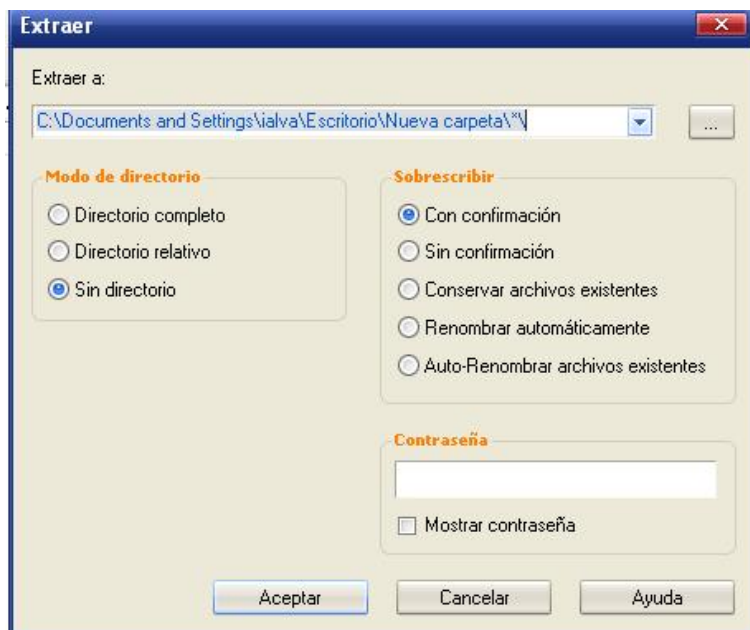 Extraer
Extraer a:
C:\Documents and Settings\ialva\Escritorio\Nueva carpeta\*\
...
Modo de directorio
Directorio completo
Directorio relativo
Sin directorio
Sobrescribir
Con confirmación
Sin confirmación
Conservar archivos existentes
Renombrar automáticamente
Auto-Renombrar archivos existentes
Contraseña
Mostrar contraseña
Aceptar
Cancelar
Ayuda